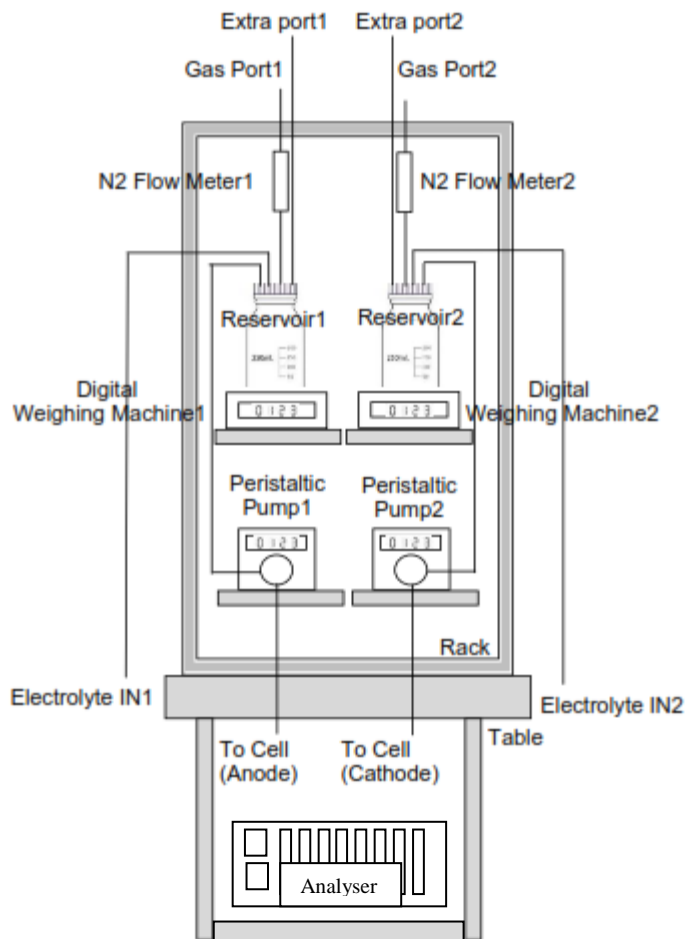 Extra port1
Extra port2
Gas Port1
Gas Port2
N2 Flow Meter1
N2 Flow Meter2
Reservoir1
Reservoir2
Digital
Weighing Machine1
Digital
Weighing Machine2
0123
0123
Peristaltic
Pump1
Peristaltic
Pump2
0123
0123
Rack
Electrolyte IN1
Electrolyte IN2
Table
To Cell
(Anode)
To Cell
(Cathode)
Analyser